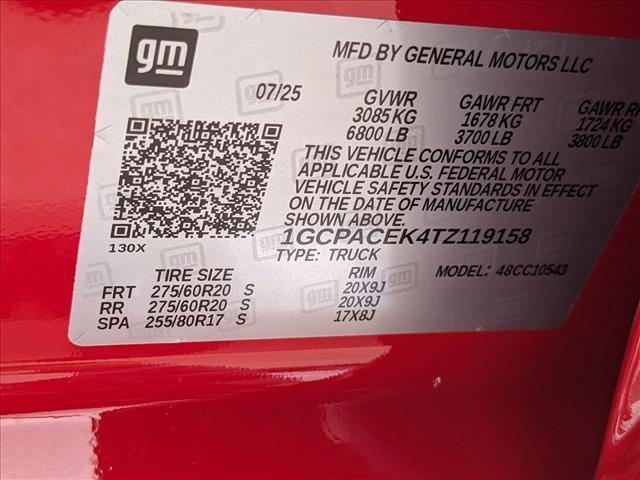 gm
MFD BY GENERAL MOTORS LLC
07/25 GVWR GAWR FRT GAWR
3085 KG 1678 KG 1724 KG
6800 LB 3700 LB 3800 LB
THIS VEHICLE CONFORMS TO ALL
APPLICABLE U.S. FEDERAL MOTOR
VEHICLE SAFETY STANDARDS IN EFFECT
ON THE DATE OF MANUFACTURE
SHOWN ABOVE.
130X 1GCPACEK4TZ119158
TYPE: TRUCK MODEL: 48CC10543
TIRE SIZE RIM
FRT 275/60R20 S 20X9J
RR 275/60R20 S 20X9J
SPA 255/80R17 S 17X8J